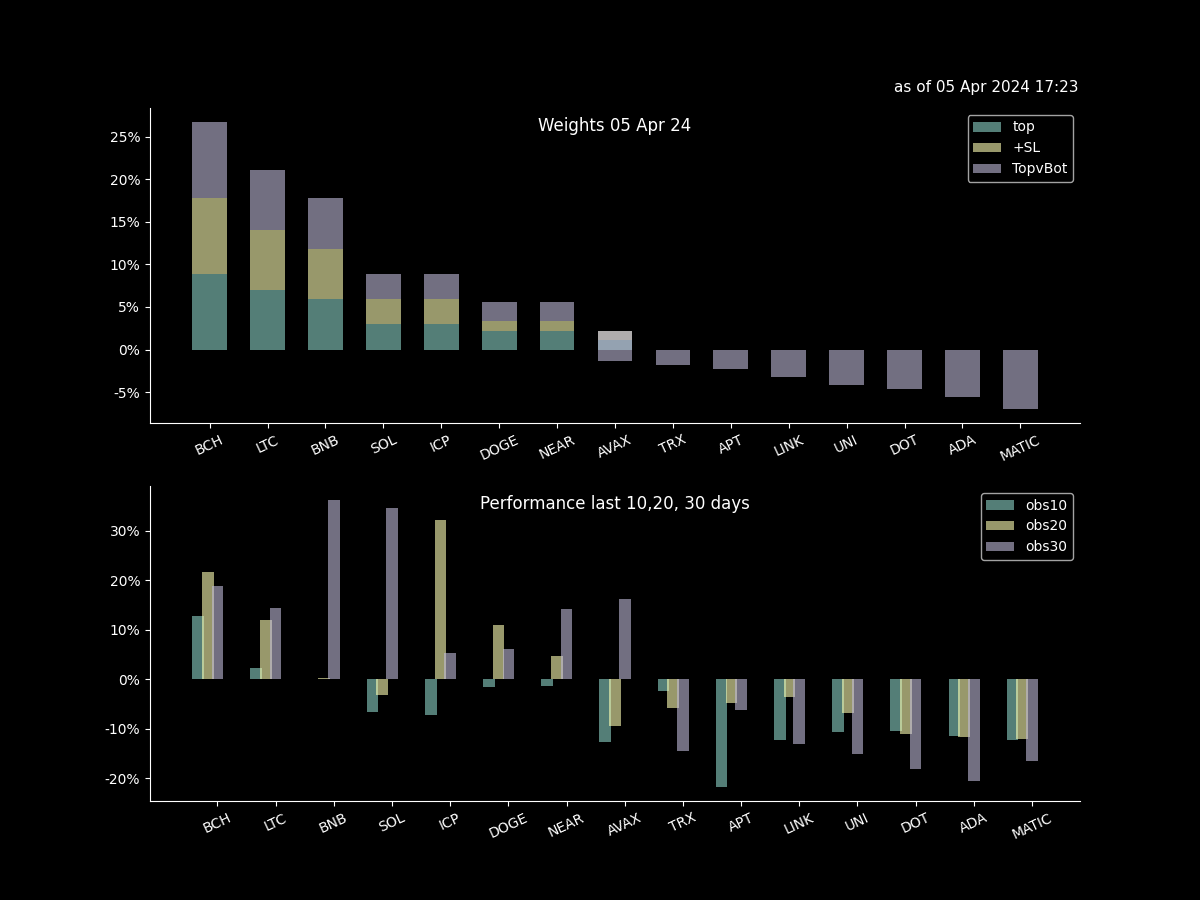 as of 05 Apr 2024 17:23
Weights 05 Apr 24
top
+SL
TopvBot
25%
20%
15%
10%
5%
0%
-5%
BCH LTC BNB SOL ICP DOGE NEAR AVAX TRX APT LINK UNI DOT ADA MATIC
Performance last 10,20, 30 days
obs10
obs20
obs30
30%
20%
10%
0%
-10%
-20%
BCH LTC BNB SOL ICP DOGE NEAR AVAX TRX APT LINK UNI DOT ADA MATIC